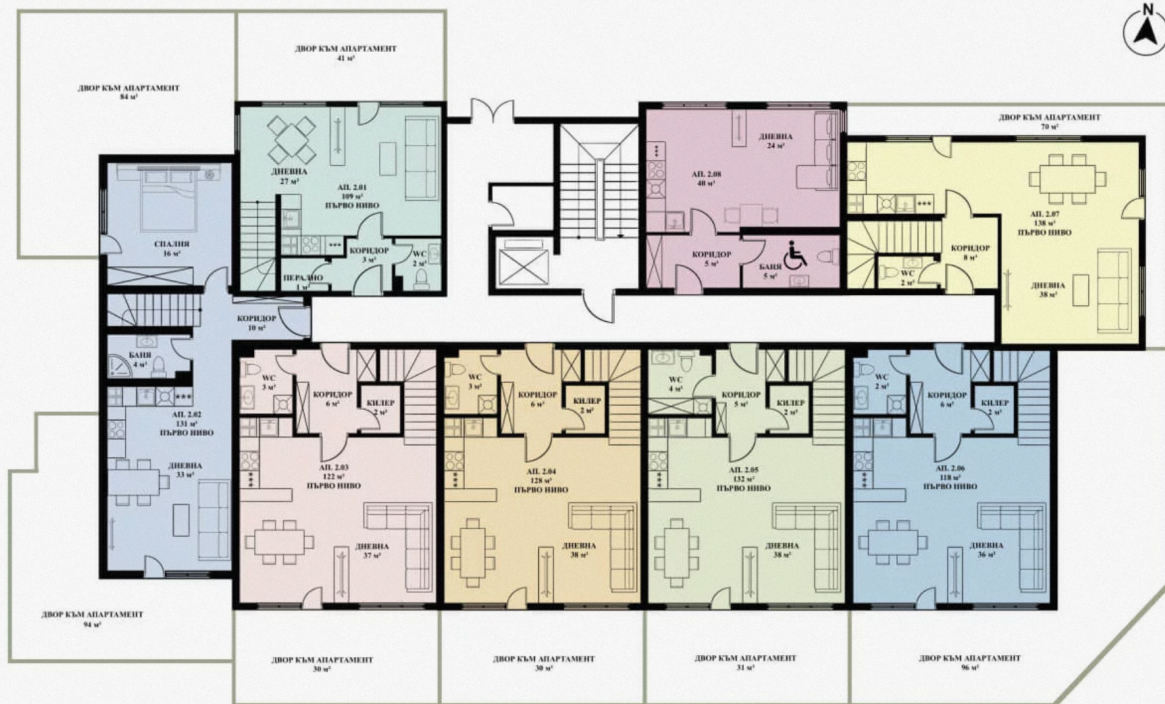 N
ДВОР КЪМ АПАРТАМЕНТ
84 м²
ДВОР КЪМ АПАРТАМЕНТ
41 м²
ДВОР КЪМ АПАРТАМЕНТ
70 м²
СПАЛНЯ
16 м²
ДНЕВНА
27 м²
АП. 2.01
109 м²
ПЪРВО НИВО
КОРИДОР
3 м²
WC
2 м²
ПЕРАЛНО
1 м²
ДНЕВНА
24 м²
АП. 2.08
40 м²
КОРИДОР
5 м²
БАНЯ
5 м²
АП. 2.07
138 м²
ПЪРВО НИВО
КОРИДОР
8 м²
WC
2 м²
ДНЕВНА
38 м²
КОРИДОР
10 м²
БАНЯ
4 м²
АП. 2.02
131 м²
ПЪРВО НИВО
ДНЕВНА
33 м²
WC
3 м²
КОРИДОР
6 м²
КИЛЕР
2 м²
АП. 2.03
122 м²
ПЪРВО НИВО
ДНЕВНА
37 м²
WC
3 м²
КОРИДОР
6 м²
КИЛЕР
2 м²
АП. 2.04
128 м²
ПЪРВО НИВО
ДНЕВНА
38 м²
WC
4 м²
КОРИДОР
5 м²
КИЛЕР
2 м²
АП. 2.05
132 м²
ПЪРВО НИВО
ДНЕВНА
38 м²
WC
2 м²
КОРИДОР
6 м²
КИЛЕР
2 м²
АП. 2.06
118 м²
ПЪРВО НИВО
ДНЕВНА
36 м²
ДВОР КЪМ АПАРТАМЕНТ
94 м²
ДВОР КЪМ АПАРТАМЕНТ
30 м²
ДВОР КЪМ АПАРТАМЕНТ
30 м²
ДВОР КЪМ АПАРТАМЕНТ
31 м²
ДВОР КЪМ АПАРТАМЕНТ
96 м²